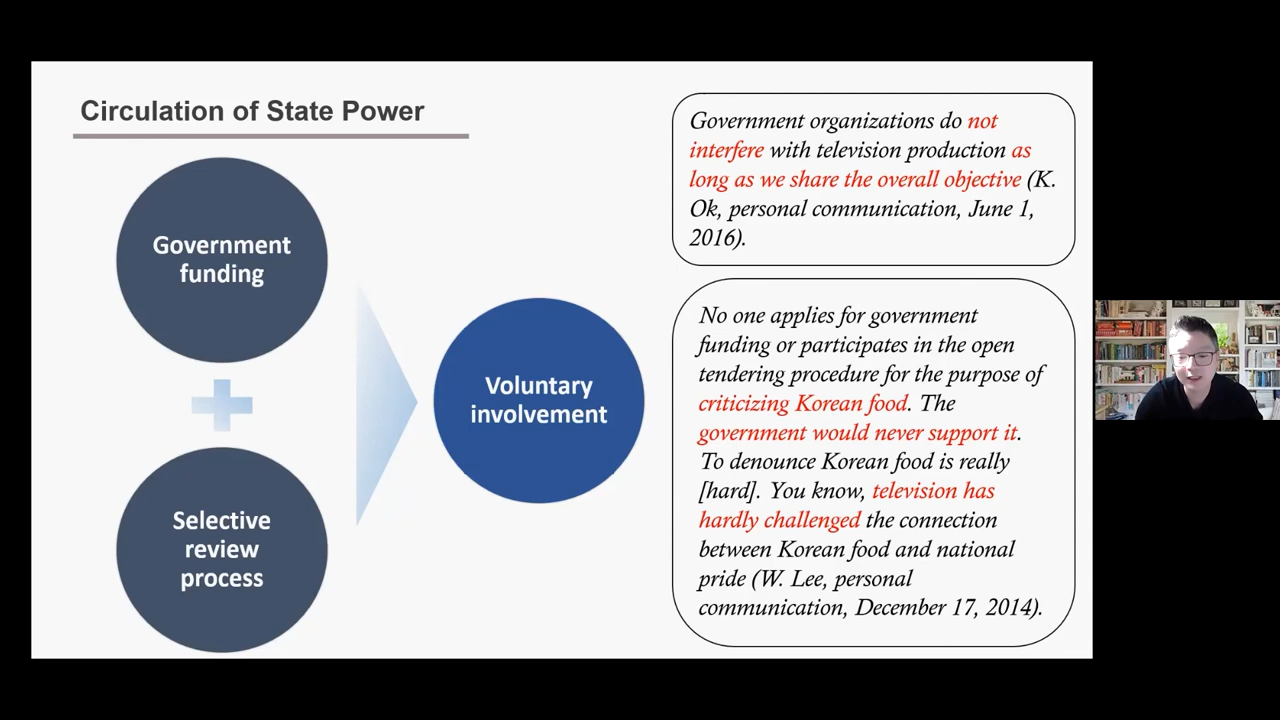 Circulation of State Power
Government
funding
Selective
review
process
Voluntary
involvement
Government organizations do not
interfere with television production as
long as we share the overall objective (K.
Ok, personal communication, June 1,
2016).
No one applies for government
funding or participates in the open
tendering procedure for the purpose of
criticizing Korean food. The
government would never support it.
To denounce Korean food is really
[hard]. You know, television has
hardly challenged the connection
between Korean food and national
pride (W. Lee, personal
communication, December 17, 2014).